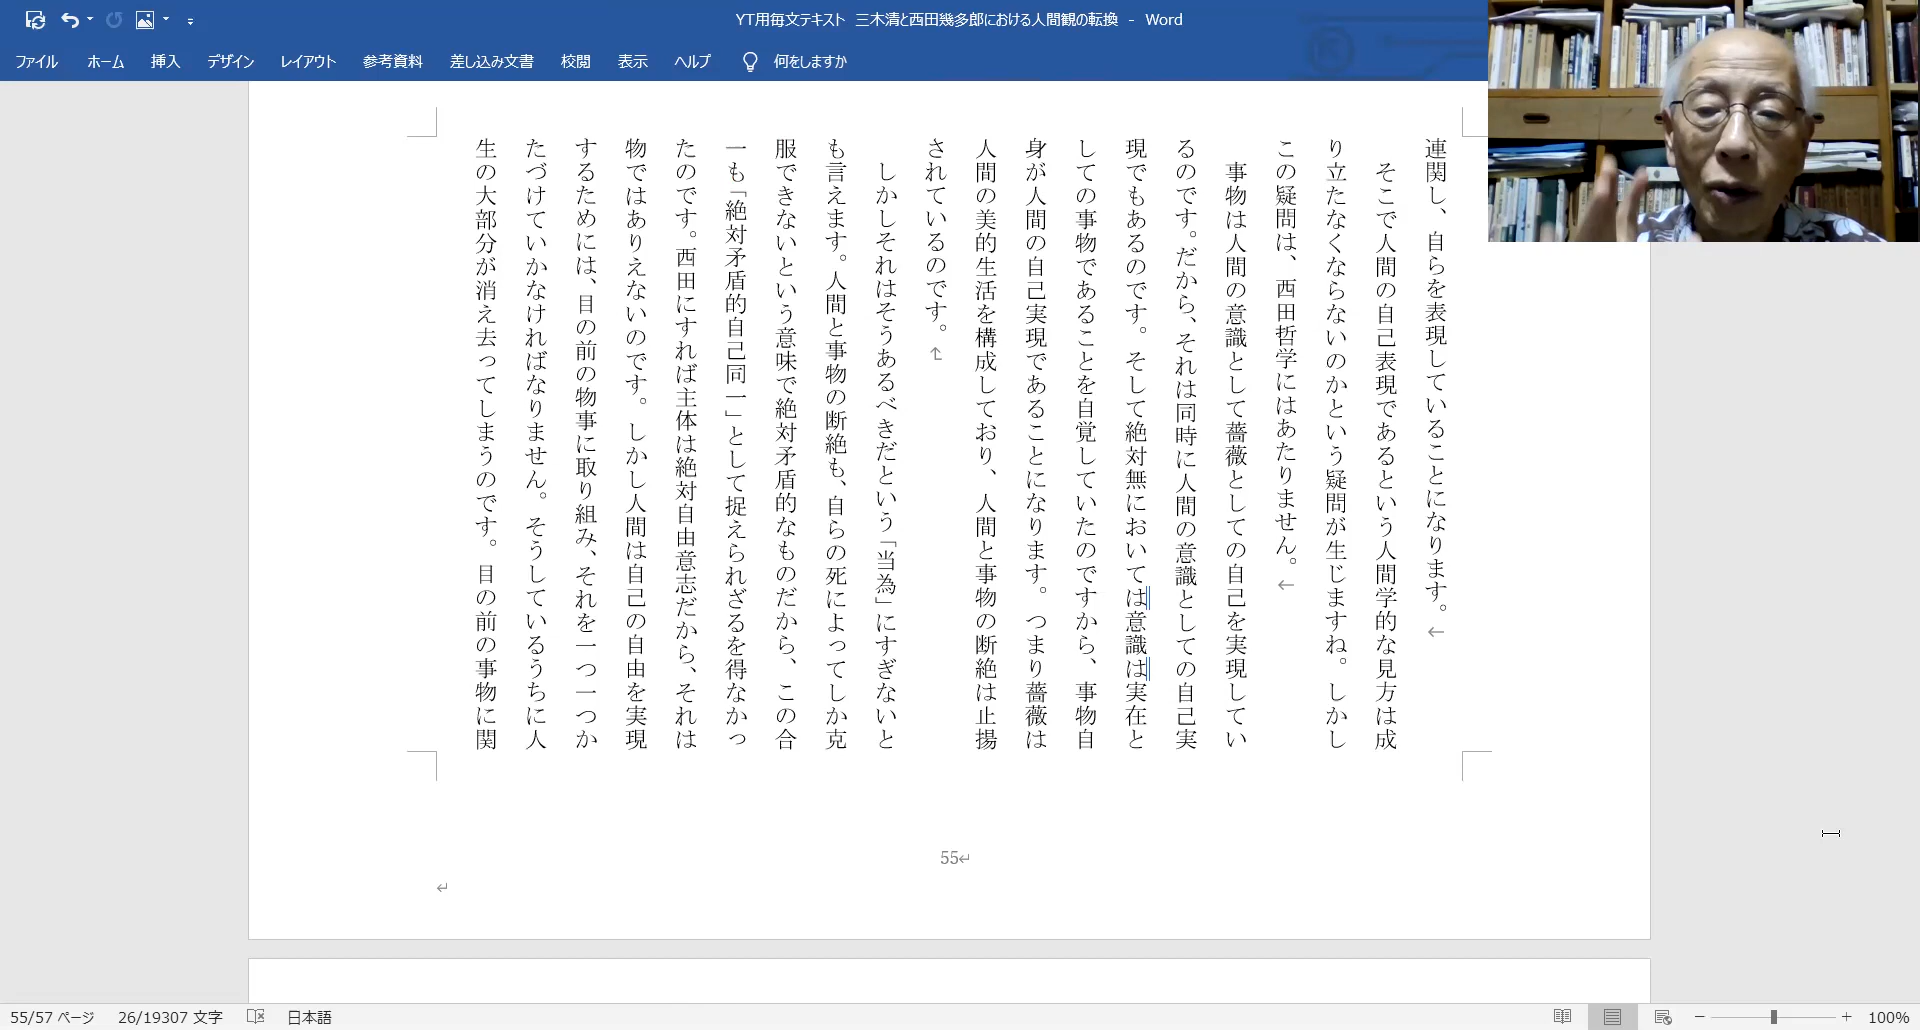 YT用毎文テキスト 三木清と西田幾多郎における人間観の転換 - Word
ファイル ホーム 挿入 デザイン レイアウト 参考資料 差し込み文書 校閲 表示 ヘルプ 何をしますか
連関し、自らを表現していることになります。
そこで人間の自己表現であるという人間学的な見方は成
り立たなくならないのかという疑問が生じますね。しかし
この疑問は、西田哲学にはあたりません。
事物は人間の意識として薔薇としての自己を実現してい
るのです。だから、それは同時に人間の意識としての自己実
現でもあるのです。そして絶対無においては意識は実在と
しての事物であることを自覚していたのですから、事物自
身が人間の自己実現であることになります。つまり薔薇は
人間の美的生活を構成しており、人間と事物の断絶は止揚
されているのです。
しかしそれはそうあるべきだという「当為」にすぎないと
も言えます。人間と事物の断絶も、自らの死によってしか克
服できないという意味で絶対矛盾的なものだから、この合
一も「絶対矛盾的自己同一」として捉えられざるを得なかっ
たのです。西田にすれば主体は絶対自由意志だから、それは
物ではありえないのです。しかし人間は自己の自由を実現
するためには、目の前の物事に取り組み、それを一つ一つか
たづけていかなければなりません。そうしているうちに人
生の大部分が消え去ってしまうのです。目の前の事物に関
55
55/57 ページ 26/19307 文字 日本語 100%